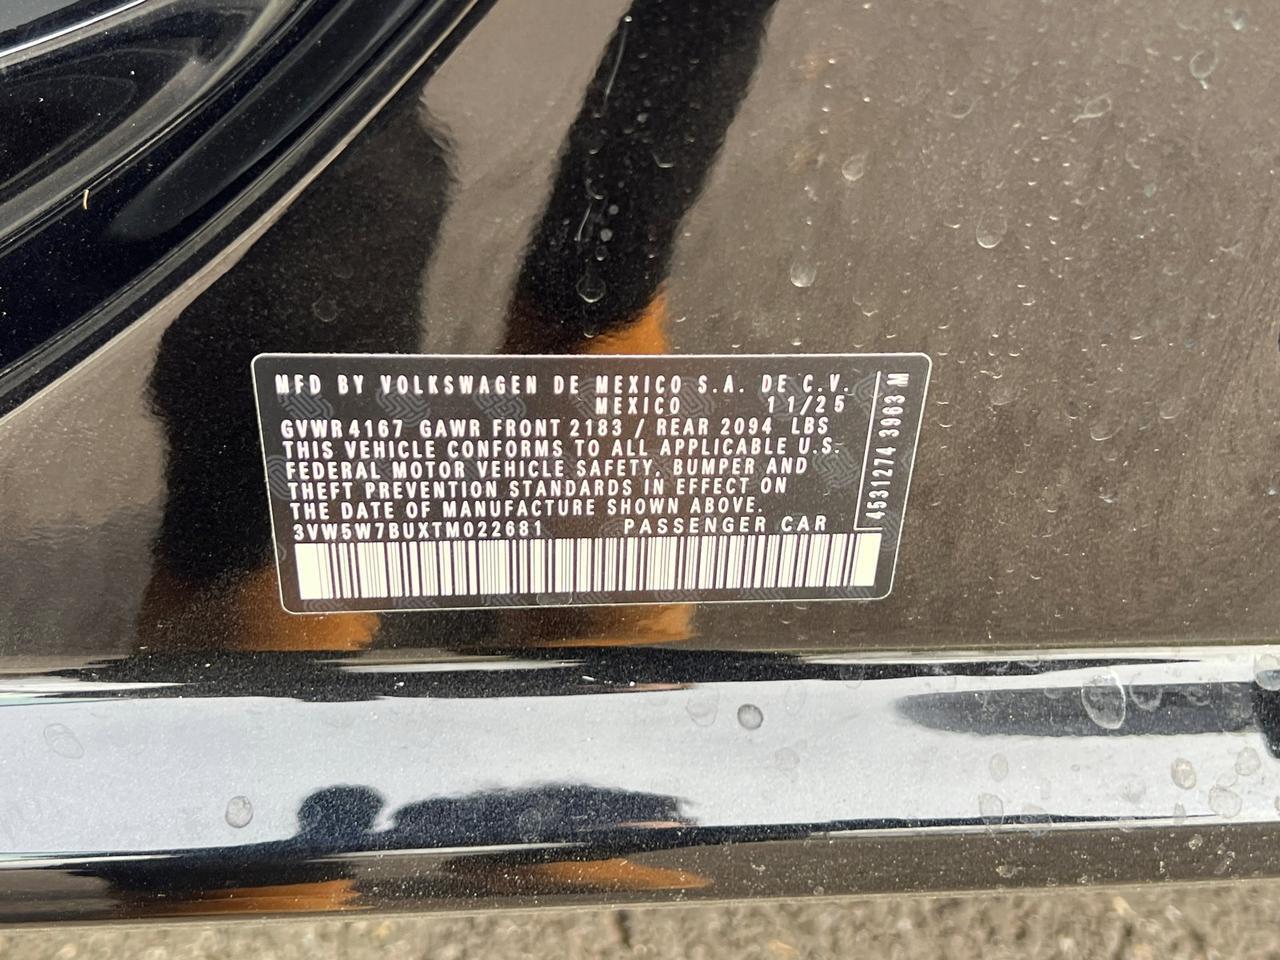 MFD BY VOLKSWAGEN DE MEXICO S.A. DE C.V.
MEXICO 11/25
GVWR 4167 GAWR FRONT 2183 / REAR 2094 LBS
THIS VEHICLE CONFORMS TO ALL APPLICABLE U.S.
FEDERAL MOTOR VEHICLE SAFETY, BUMPER AND
THEFT PREVENTION STANDARDS IN EFFECT ON
THE DATE OF MANUFACTURE SHOWN ABOVE.
3VW5W7BUXTM022681 PASSENGER CAR
4531274 3963 M